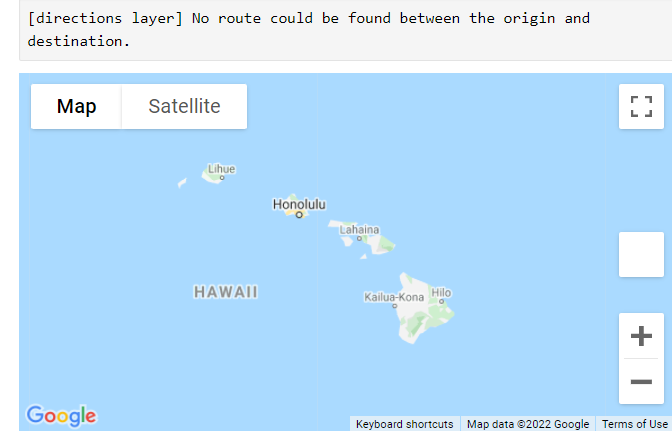 [directions layer] No route could be found between the origin and
destination.
Map
Satellite
Lihue
Honolulu
Lahaina
HAWAII
Kailua-Kona
Hilo
Google
Keyboard shortcuts
Map data ©2022 Google
Terms of Use